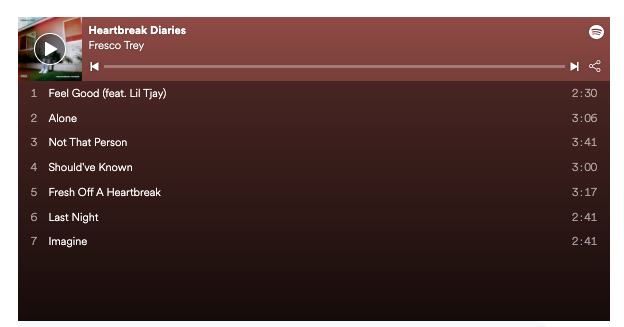 Heartbreak Diaries
Fresco Trey
1 Feel Good (feat. Lil Tjay) 2:30
2 Alone 3:06
3 Not That Person 3:41
4 Should've Known 3:00
5 Fresh Off A Heartbreak 3:17
6 Last Night 2:41
7 Imagine 2:41